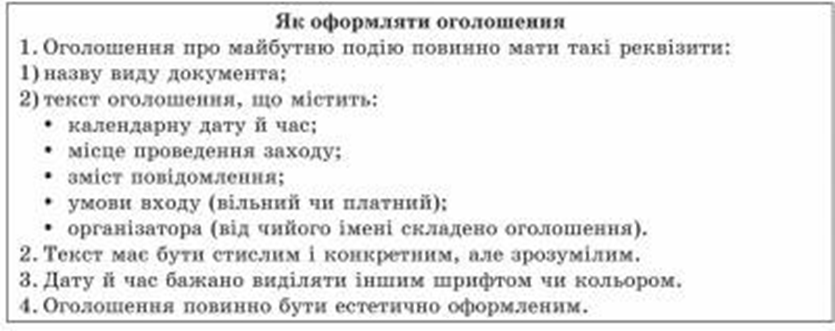 Як оформляти оголошення
1. Оголошення про майбутню подію повинно мати такі реквізити:
1) назву виду документа;
2) текст оголошення, що містить:
• календарну дату й час;
• місце проведення заходу;
• зміст повідомлення;
• умови входу (вільний чи платний);
• організатора (від чийого імені складено оголошення).
2. Текст має бути стислим і конкретним, але зрозумілим.
3. Дату й час бажано виділяти іншим шрифтом чи кольором.
4. Оголошення повинно бути естетично оформленим.